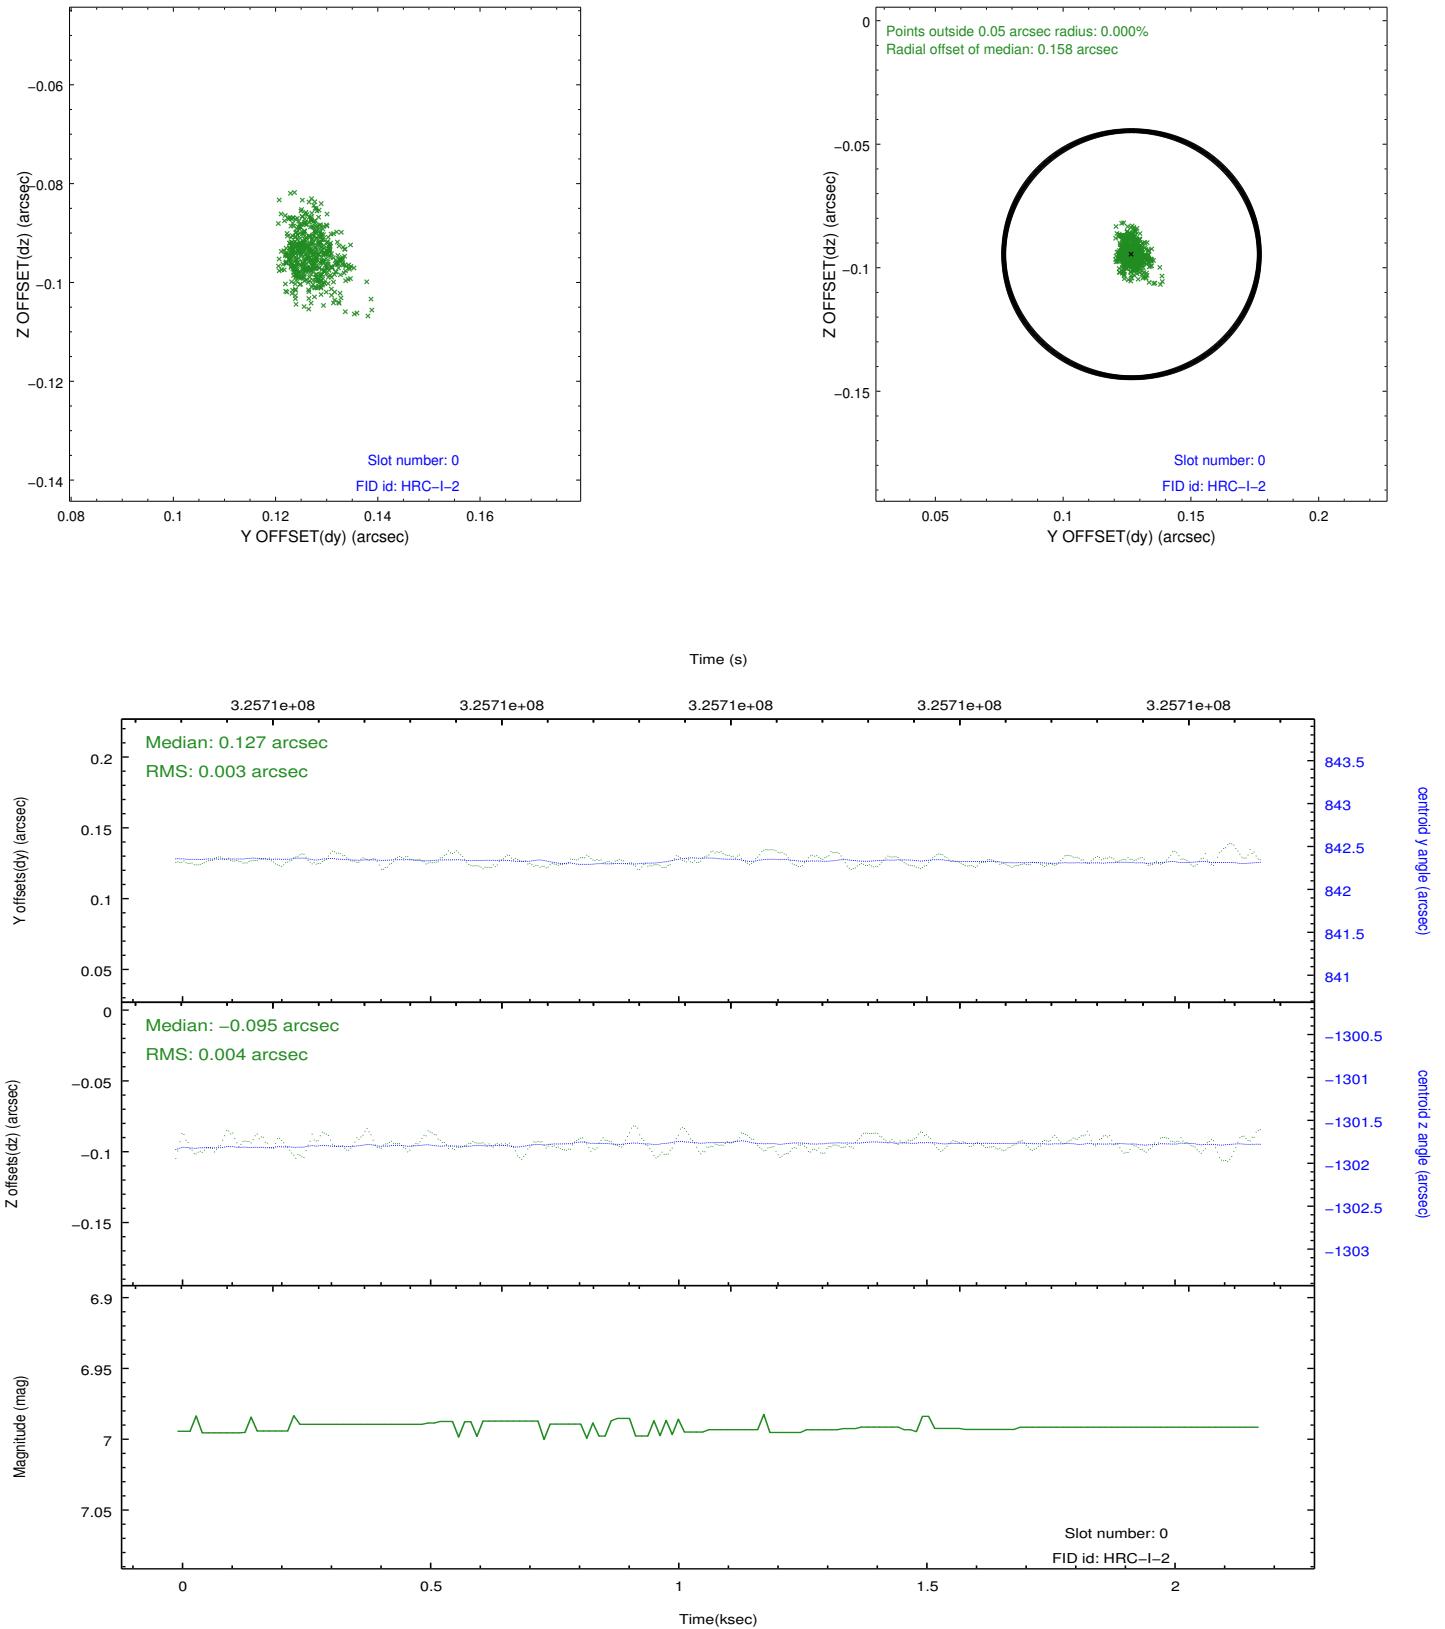 −0.06
−0.08
−0.1
−0.12
−0.14
Z OFFSET(dz) (arcsec)
Slot number: 0
FID id: HRC−I−2
0.08
0.1
0.12
0.14
0.16
Y OFFSET(dy) (arcsec)
Points outside 0.05 arcsec radius: 0.000%
Radial offset of median: 0.158 arcsec
0
−0.05
−0.1
−0.15
Z OFFSET(dz) (arcsec)
Slot number: 0
FID id: HRC−I−2
0.05
0.1
0.15
0.2
Y OFFSET(dy) (arcsec)
Time (s)
3.2571e+08
3.2571e+08
3.2571e+08
3.2571e+08
3.2571e+08
Median: 0.127 arcsec
RMS: 0.003 arcsec
0.2
0.15
0.1
0.05
Y offsets(dy) (arcsec)
843.5
843
842.5
842
841.5
841
centroid y angle (arcsec)
Median: −0.095 arcsec
RMS: 0.004 arcsec
0
−0.05
−0.1
−0.15
Z offsets(dz) (arcsec)
−1300.5
−1301
−1301.5
−1302
−1302.5
−1303
centroid z angle (arcsec)
6.9
6.95
7
7.05
Magnitude (mag)
Slot number: 0
FID id: HRC−I−2
0
0.5
1
1.5
2
Time(ksec)